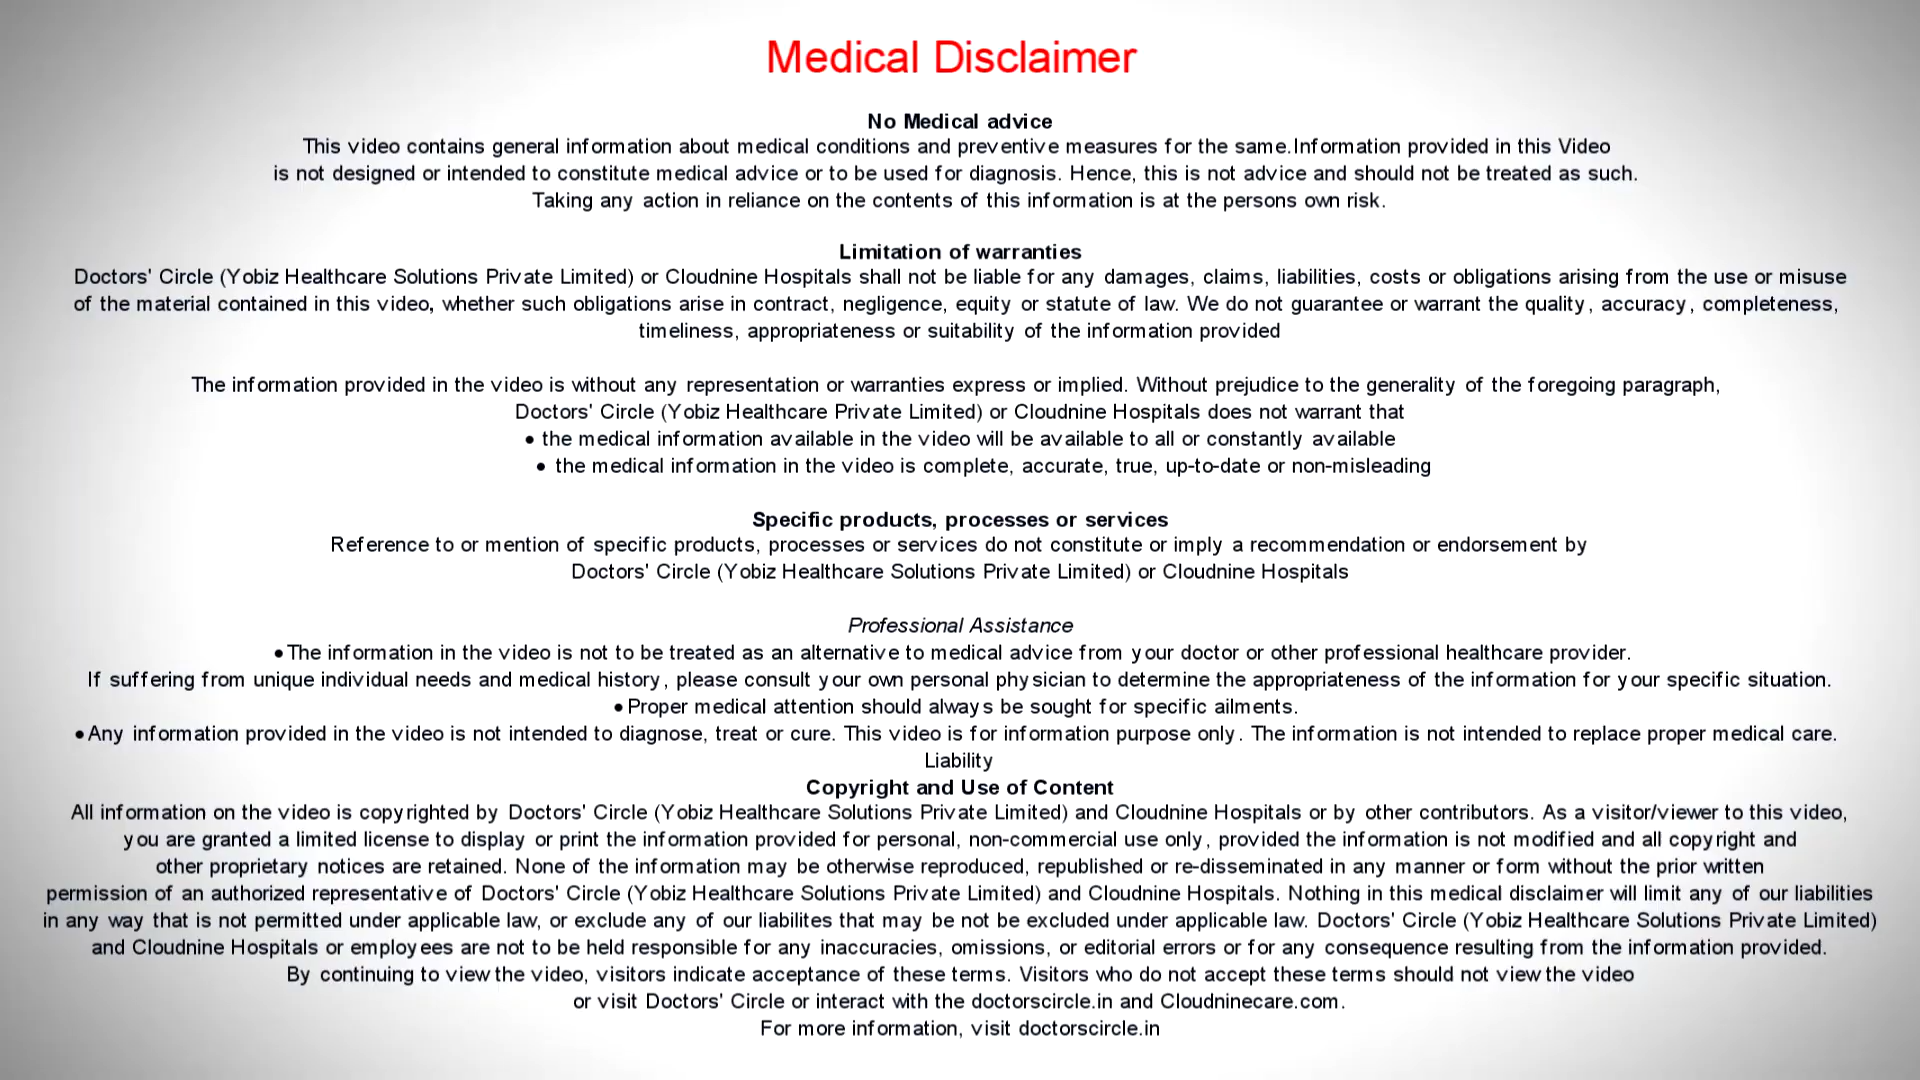 Medical Disclaimer
No Medical advice
This video contains general information about medical conditions and preventive measures for the same.Information provided in this Video
is not designed or intended to constitute medical advice or to be used for diagnosis. Hence, this is not advice and should not be treated as such.
Taking any action in reliance on the contents of this information is at the persons own risk.
Limitation of warranties
Doctors' Circle (Yobiz Healthcare Solutions Private Limited) or Cloudnine Hospitals shall not be liable for any damages, claims, liabilities, costs or obligations arising from the use or misuse
of the material contained in this video, whether such obligations arise in contract, negligence, equity or statute of law. We do not guarantee or warrant the quality, accuracy, completeness,
timeliness, appropriateness or suitability of the information provided
The information provided in the video is without any representation or warranties express or implied. Without prejudice to the generality of the foregoing paragraph,
Doctors' Circle (Yobiz Healthcare Private Limited) or Cloudnine Hospitals does not warrant that
• the medical information available in the video will be available to all or constantly available
• the medical information in the video is complete, accurate, true, up-to-date or non-misleading
Specific products, processes or services
Reference to or mention of specific products, processes or services do not constitute or imply a recommendation or endorsement by
Doctors' Circle (Yobiz Healthcare Solutions Private Limited) or Cloudnine Hospitals
Professional Assistance
•The information in the video is not to be treated as an alternative to medical advice from your doctor or other professional healthcare provider.
If suffering from unique individual needs and medical history, please consult your own personal physician to determine the appropriateness of the information for your specific situation.
•Proper medical attention should always be sought for specific ailments.
•Any information provided in the video is not intended to diagnose, treat or cure. This video is for information purpose only. The information is not intended to replace proper medical care.
Liability
Copyright and Use of Content
All information on the video is copyrighted by Doctors' Circle (Yobiz Healthcare Solutions Private Limited) and Cloudnine Hospitals or by other contributors. As a visitor/viewer to this video,
you are granted a limited license to display or print the information provided for personal, non-commercial use only, provided the information is not modified and all copyright and
other proprietary notices are retained. None of the information may be otherwise reproduced, republished or re-disseminated in any manner or form without the prior written
permission of an authorized representative of Doctors' Circle (Yobiz Healthcare Solutions Private Limited) and Cloudnine Hospitals. Nothing in this medical disclaimer will limit any of our liabilities
in any way that is not permitted under applicable law, or exclude any of our liabilites that may be not be excluded under applicable law. Doctors' Circle (Yobiz Healthcare Solutions Private Limited)
and Cloudnine Hospitals or employees are not to be held responsible for any inaccuracies, omissions, or editorial errors or for any consequence resulting from the information provided.
By continuing to view the video, visitors indicate acceptance of these terms. Visitors who do not accept these terms should not view the video
or visit Doctors' Circle or interact with the doctorscircle.in and Cloudninecare.com.
For more information, visit doctorscircle.in